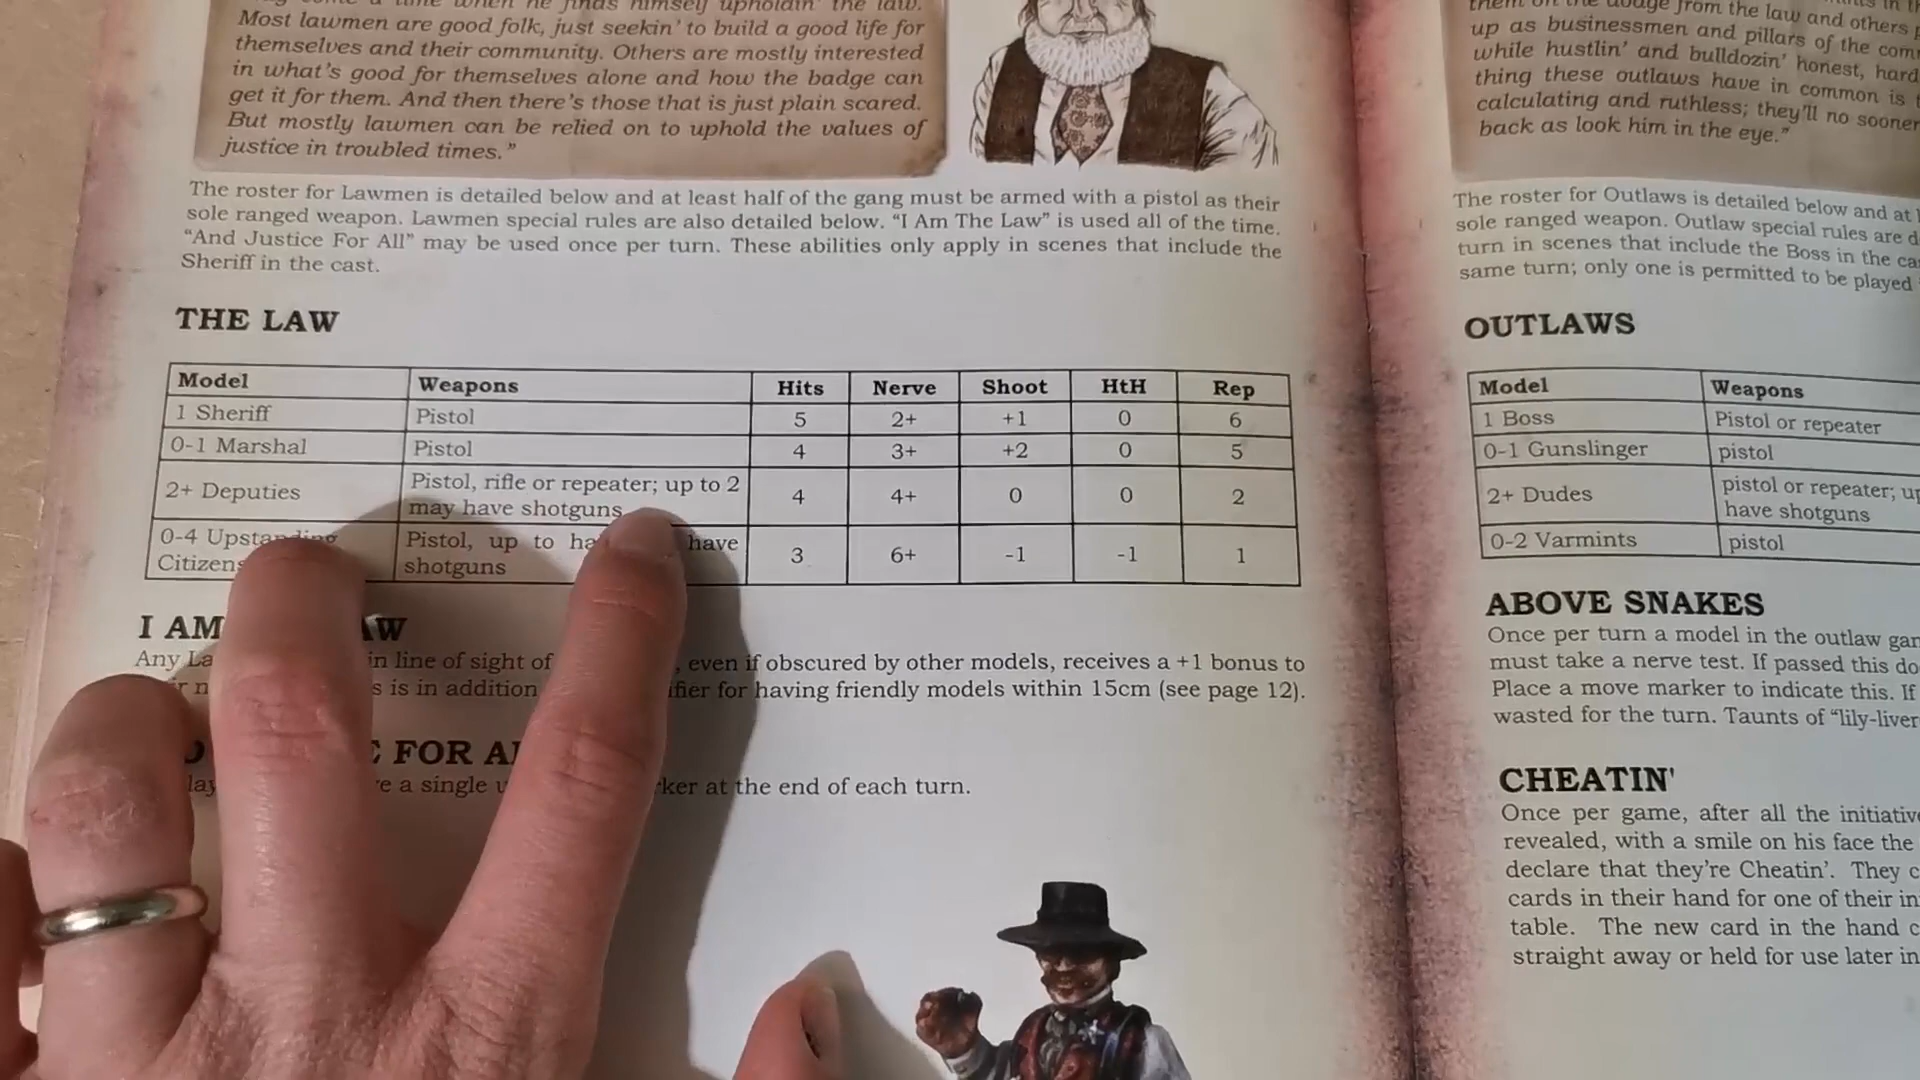 himself upholdin' the law.
Most lawmen are good folk, just seekin' to build a good life for
themselves and their community. Others are mostly interested
in what's good for themselves alone and how the badge can
get it for them. And then there's those that is just plain scared.
But mostly lawmen can be relied on to uphold the values of
justice in troubled times."
The roster for Lawmen is detailed below and at least half of the gang must be armed with a pistol as their
sole ranged weapon. Lawmen special rules are also detailed below. "I Am The Law" is used all of the time.
"And Justice For All" may be used once per turn. These abilities only apply in scenes that include the
Sheriff in the cast.
THE LAW
Model Weapons Hits Nerve Shoot HtH Rep
1 Sheriff Pistol 5 2+ +1 0 6
0-1 Marshal Pistol 4 3+ +2 0 5
2+ Deputies Pistol, rifle or repeater; up to 2
may have shotguns 4 4+ 0 0 2
0-4 Upstanding Pistol, up to have
Citizens shotguns 3 6+ -1 -1 1
I AM
Any in line of sight of , even if obscured by other models, receives a +1 bonus to
is in addition for having friendly models within 15cm (see page 12).
FOR
a single at the end of each turn.
them on the dodge from the law and others
up as businessmen and pillars of the
while hustlin' and bulldozin' honest,
thing these outlaws have in common is
calculating and ruthless; they'll no sooner
back as look him in the eye."
The roster for Outlaws is detailed below and at
sole ranged weapon. Outlaw special rules are
turn in scenes that include the Boss in the
same turn; only one is permitted to be played
OUTLAWS
Model Weapons
1 Boss Pistol or repeater
0-1 Gunslinger pistol
2+ Dudes pistol or repeater;
have shotguns
0-2 Varmints pistol
ABOVE SNAKES
Once per turn a model in the outlaw
must take a nerve test. If passed this
Place a move marker to indicate this. If
wasted for the turn. Taunts of
CHEATIN'
Once per game, after all the
revealed, with a smile on his face the
declare that they're Cheatin'. They
cards in their hand for one of their
table. The new card in the hand
straight away or held for use later in